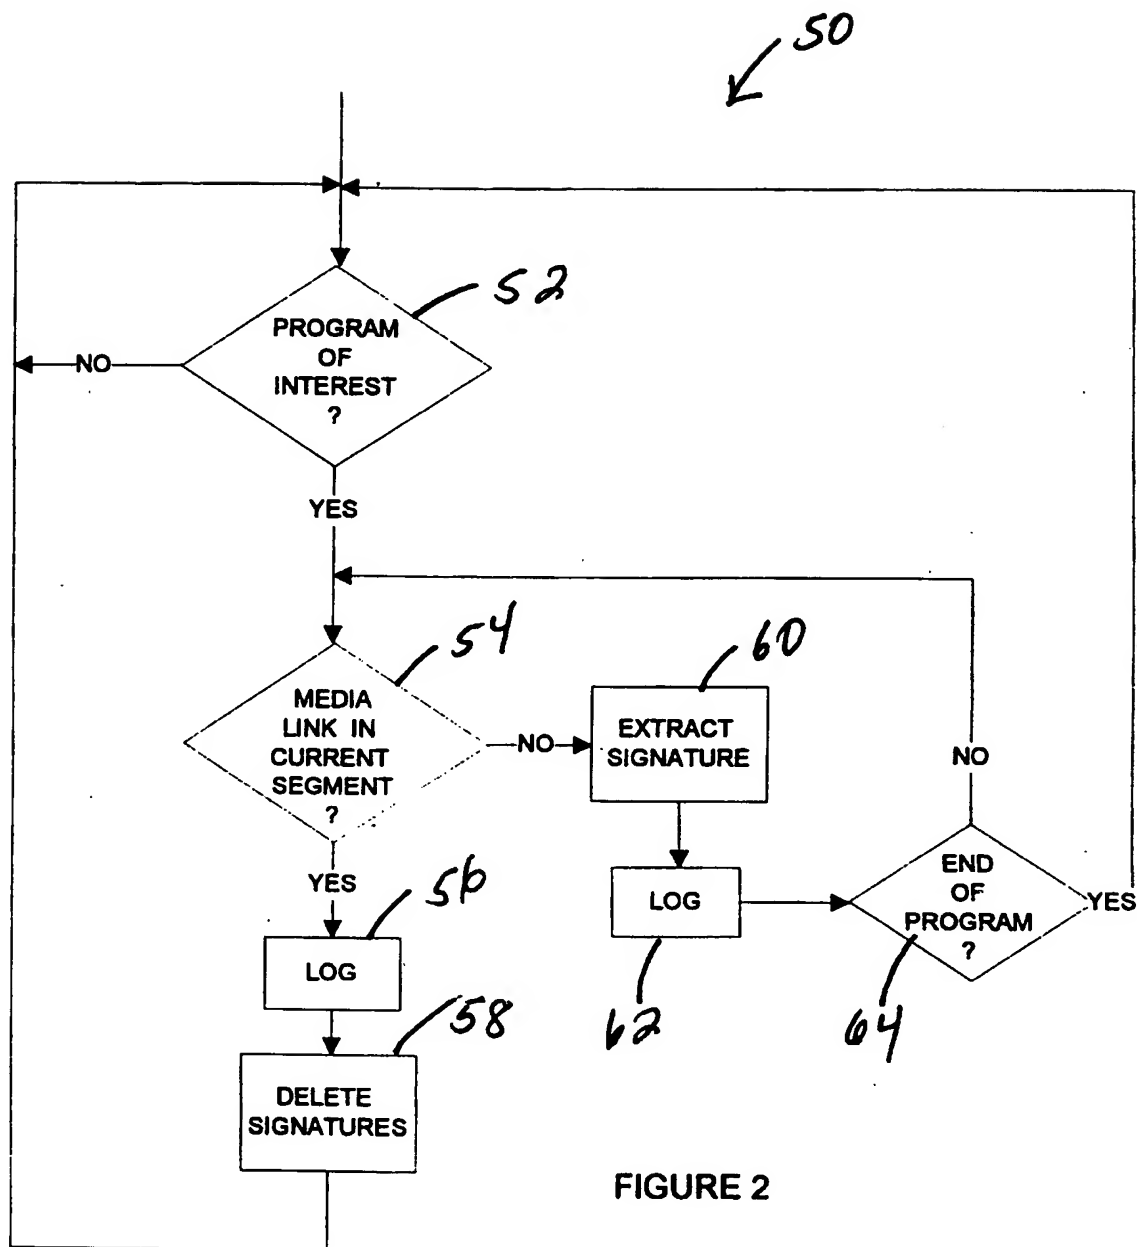 50
52
PROGRAM
OF
INTEREST
?
NO
YES
54
60
MEDIA
LINK IN
CURRENT
SEGMENT
?
NO
EXTRACT
SIGNATURE
NO
YES
56
LOG
END
OF
PROGRAM
?
YES
LOG
58
62
64
DELETE
SIGNATURES
FIGURE 2